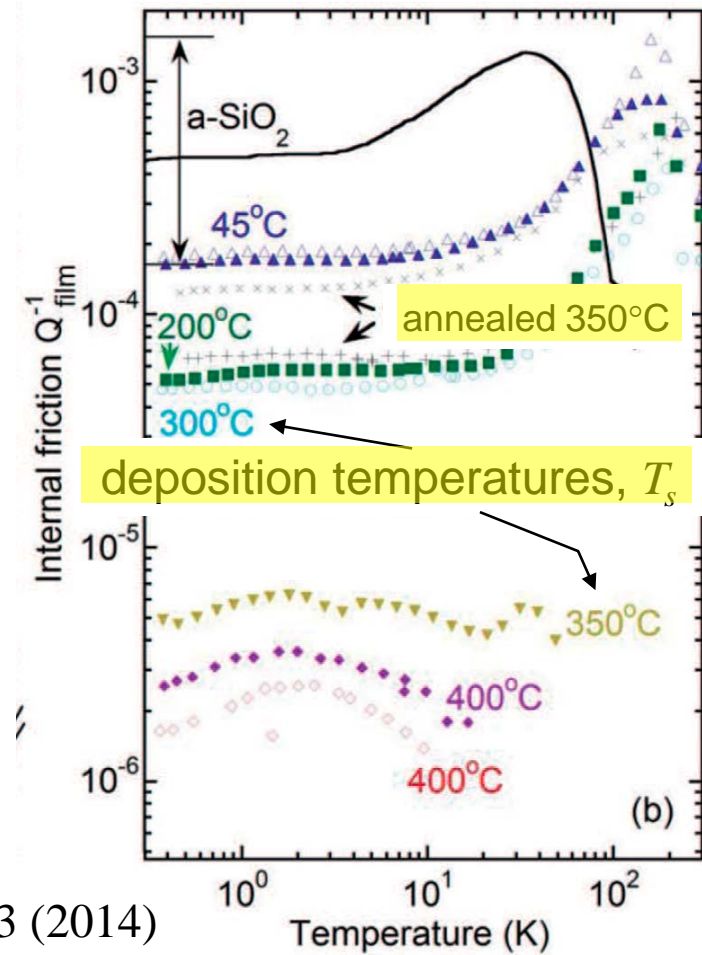 10⁻³
a-SiO₂
45°C
10⁻⁴
200°C
annealed 350°C
300°C
deposition temperatures, Tₛ
10⁻⁵
350°C
400°C
10⁻⁶
400°C
(b)
Internal friction Q⁻¹film
10⁰ 10¹ 10²
3 (2014)
Temperature (K)